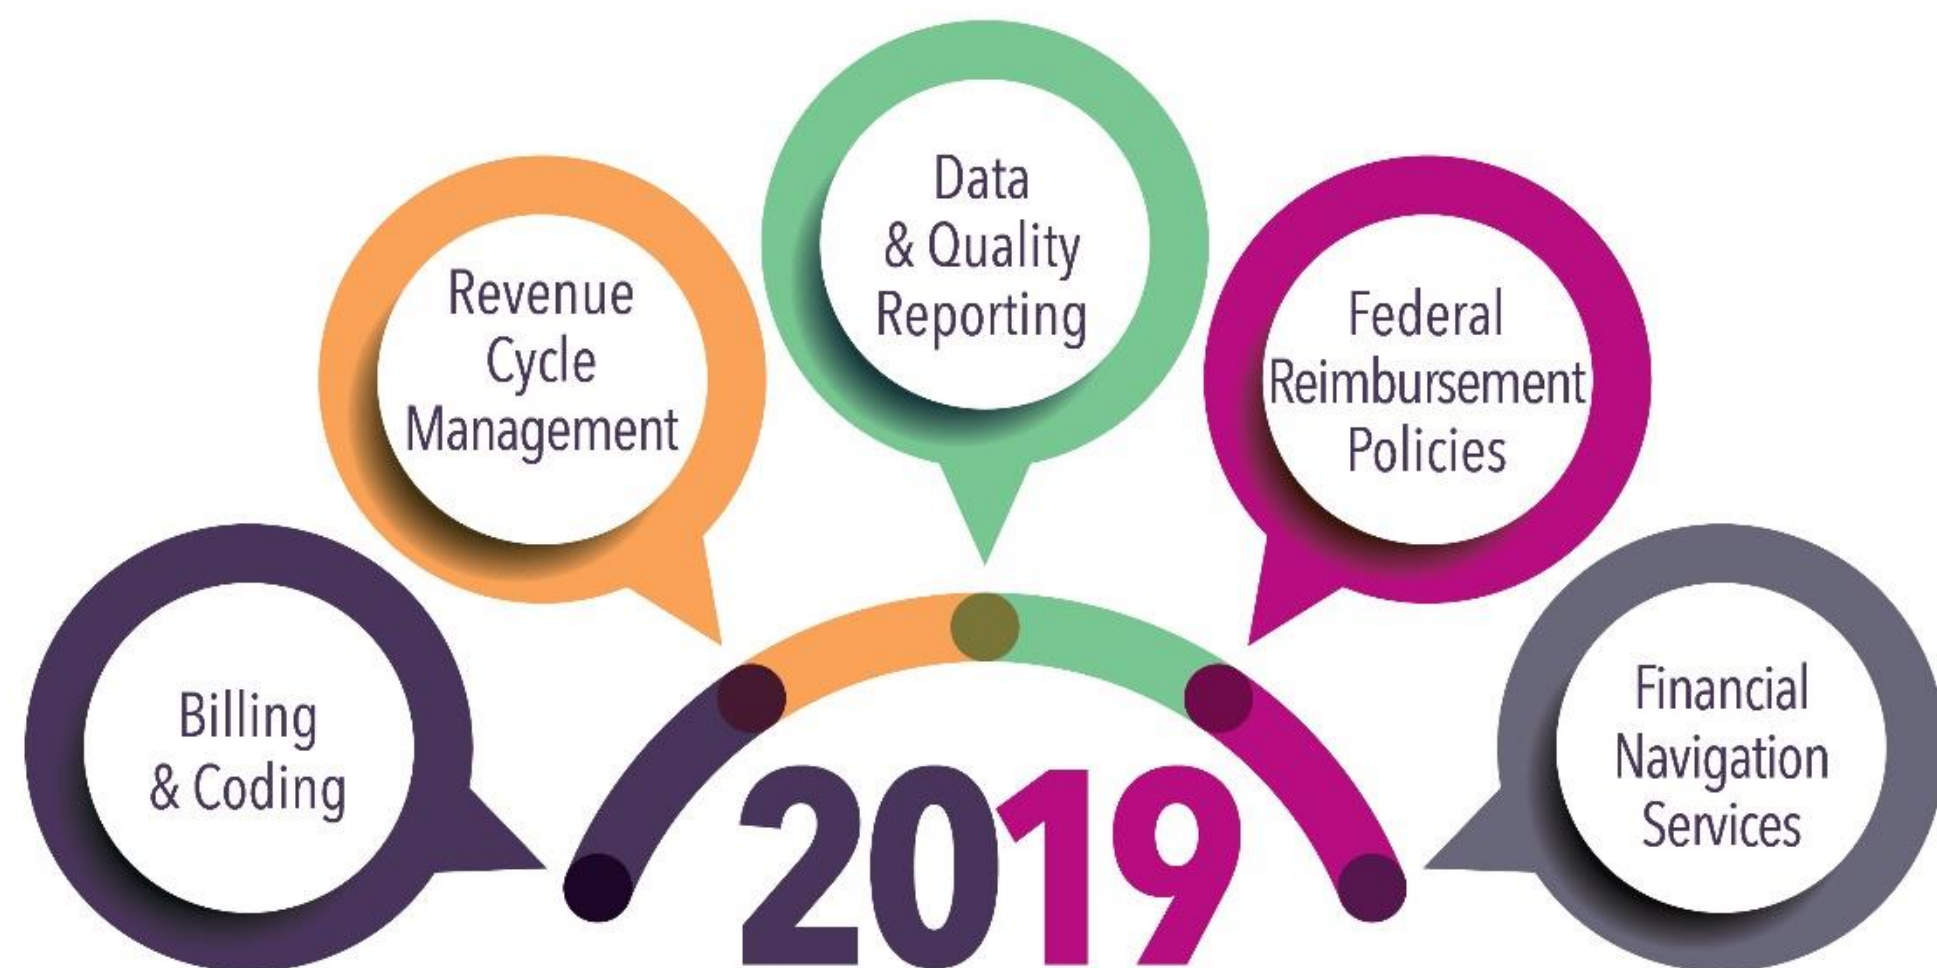 Billing
& Coding
Revenue
Cycle
Management
Data
& Quality
Reporting
Federal
Reimbursement
Policies
Financial
Navigation
Services
2019